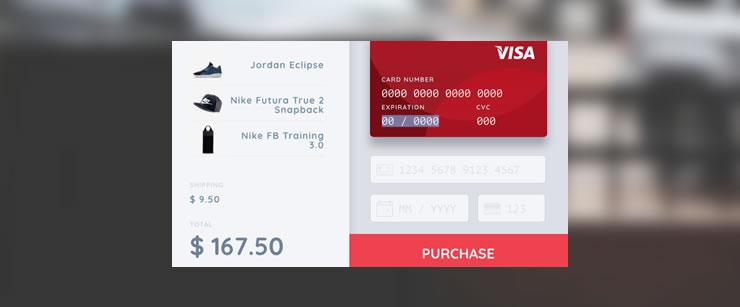 Jordan Eclipse
Nike Futura True 2
Snapback
Nike FB Training
3.0
SHIPPING
$ 9.50
TOTAL
$ 167.50
VISA
CARD NUMBER
0000 0000 0000 0000
EXPIRATION CVC
00 / 0000 000
1234 5678 9123 4567
MM / YYYY 123
PURCHASE